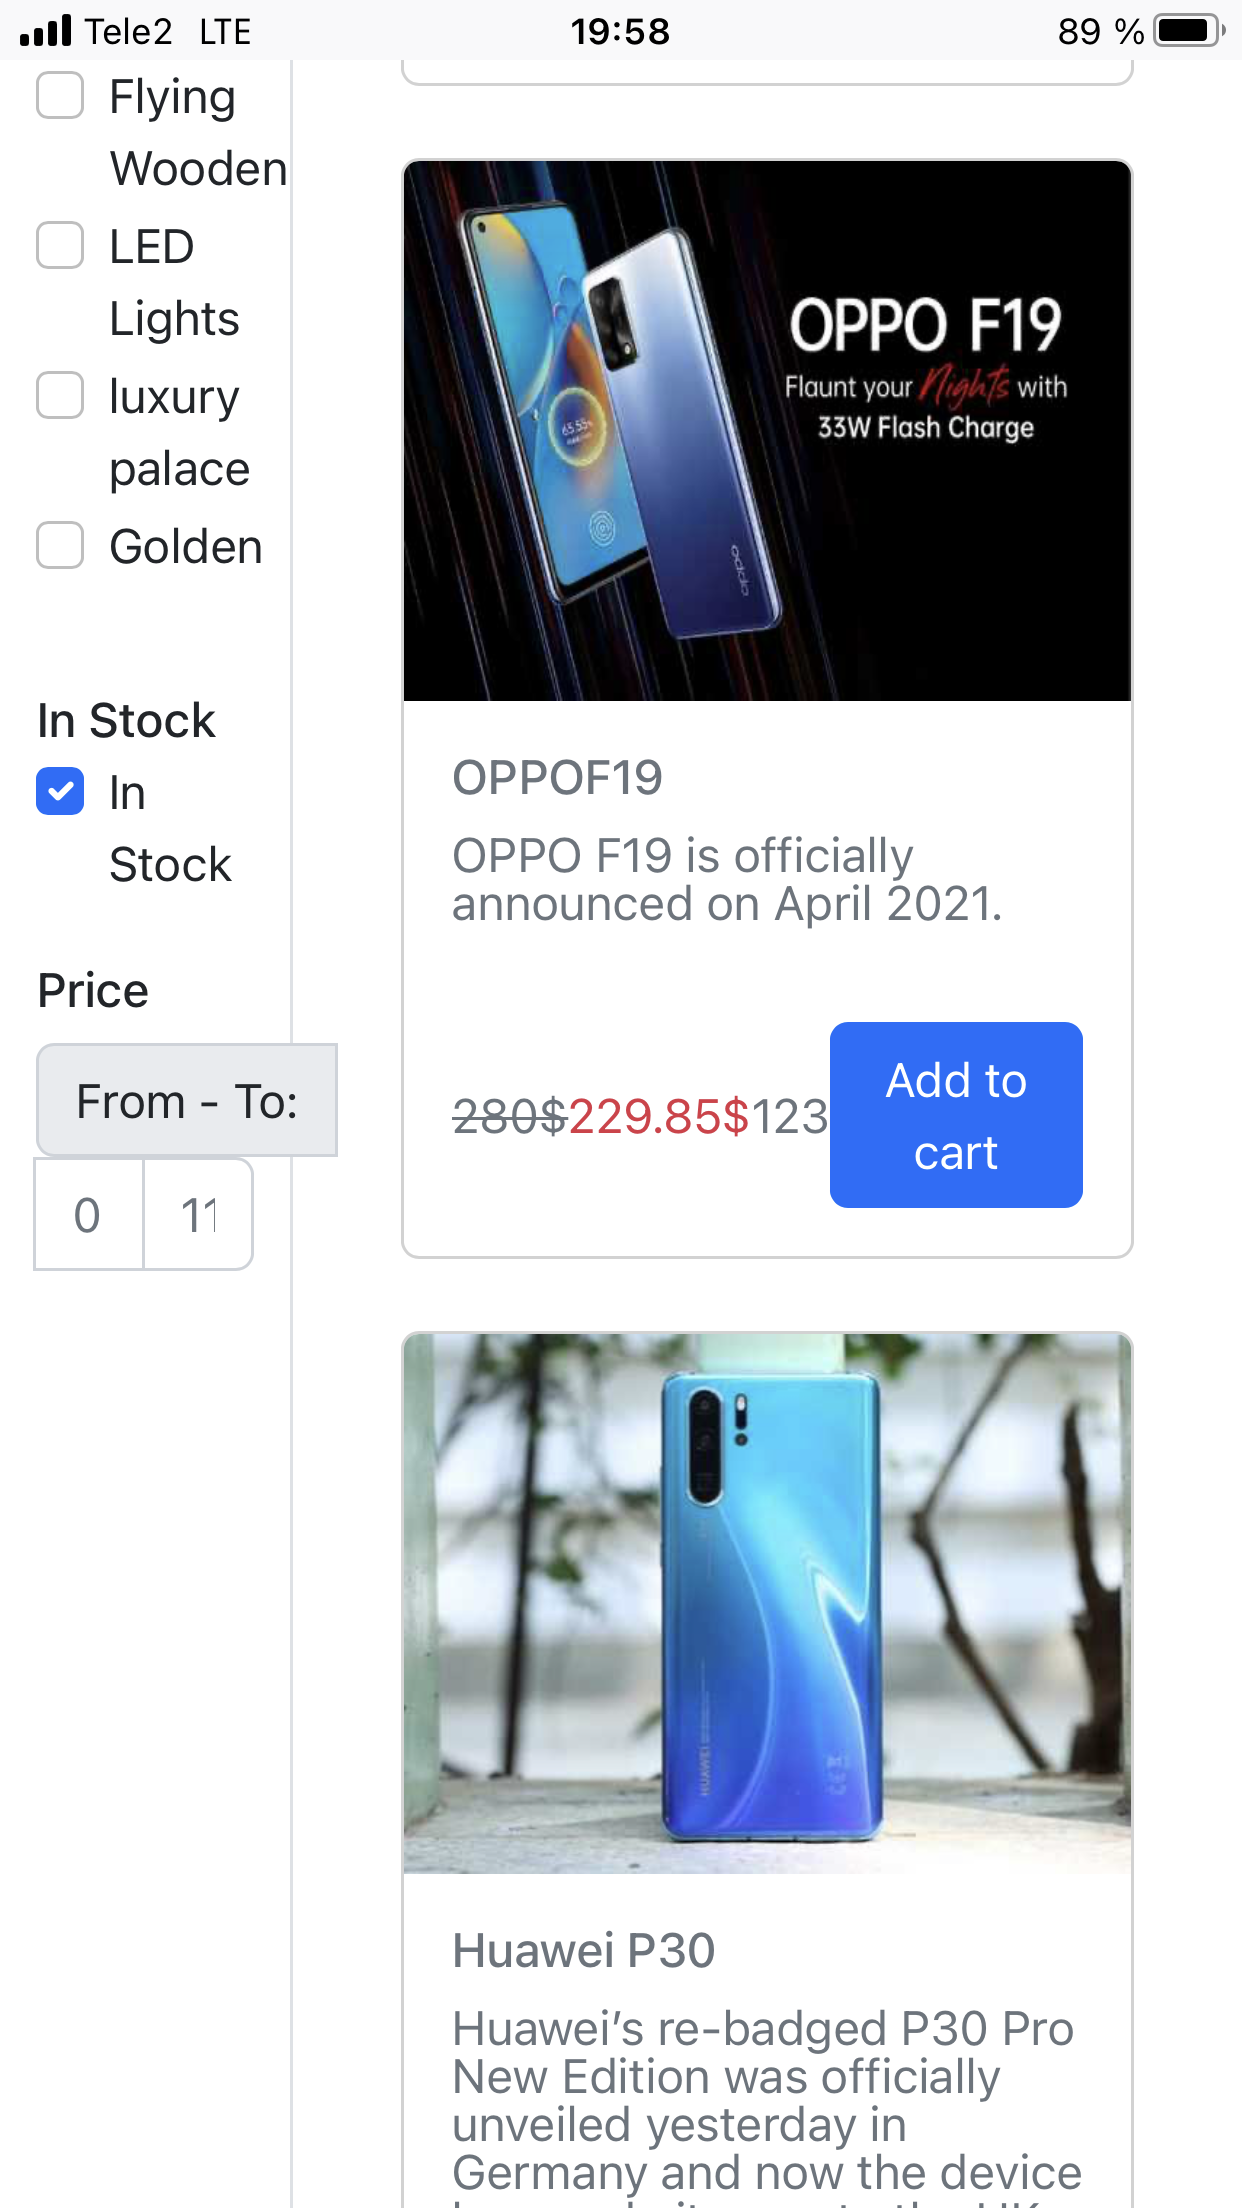 Tele2 LTE 19:58 89 %
Flying
Wooden
LED
Lights
luxury
palace
Golden
In Stock
In
Stock
Price
From - To:
0 11
OPPO F19
Flaunt your Nights with
33W Flash Charge
oppo
OPPOF19
OPPO F19 is officially
announced on April 2021.
280$229.85$123
Add to
cart
HUAWEI
Huawei P30
Huawei’s re-badged P30 Pro
New Edition was officially
unveiled yesterday in
Germany and now the device